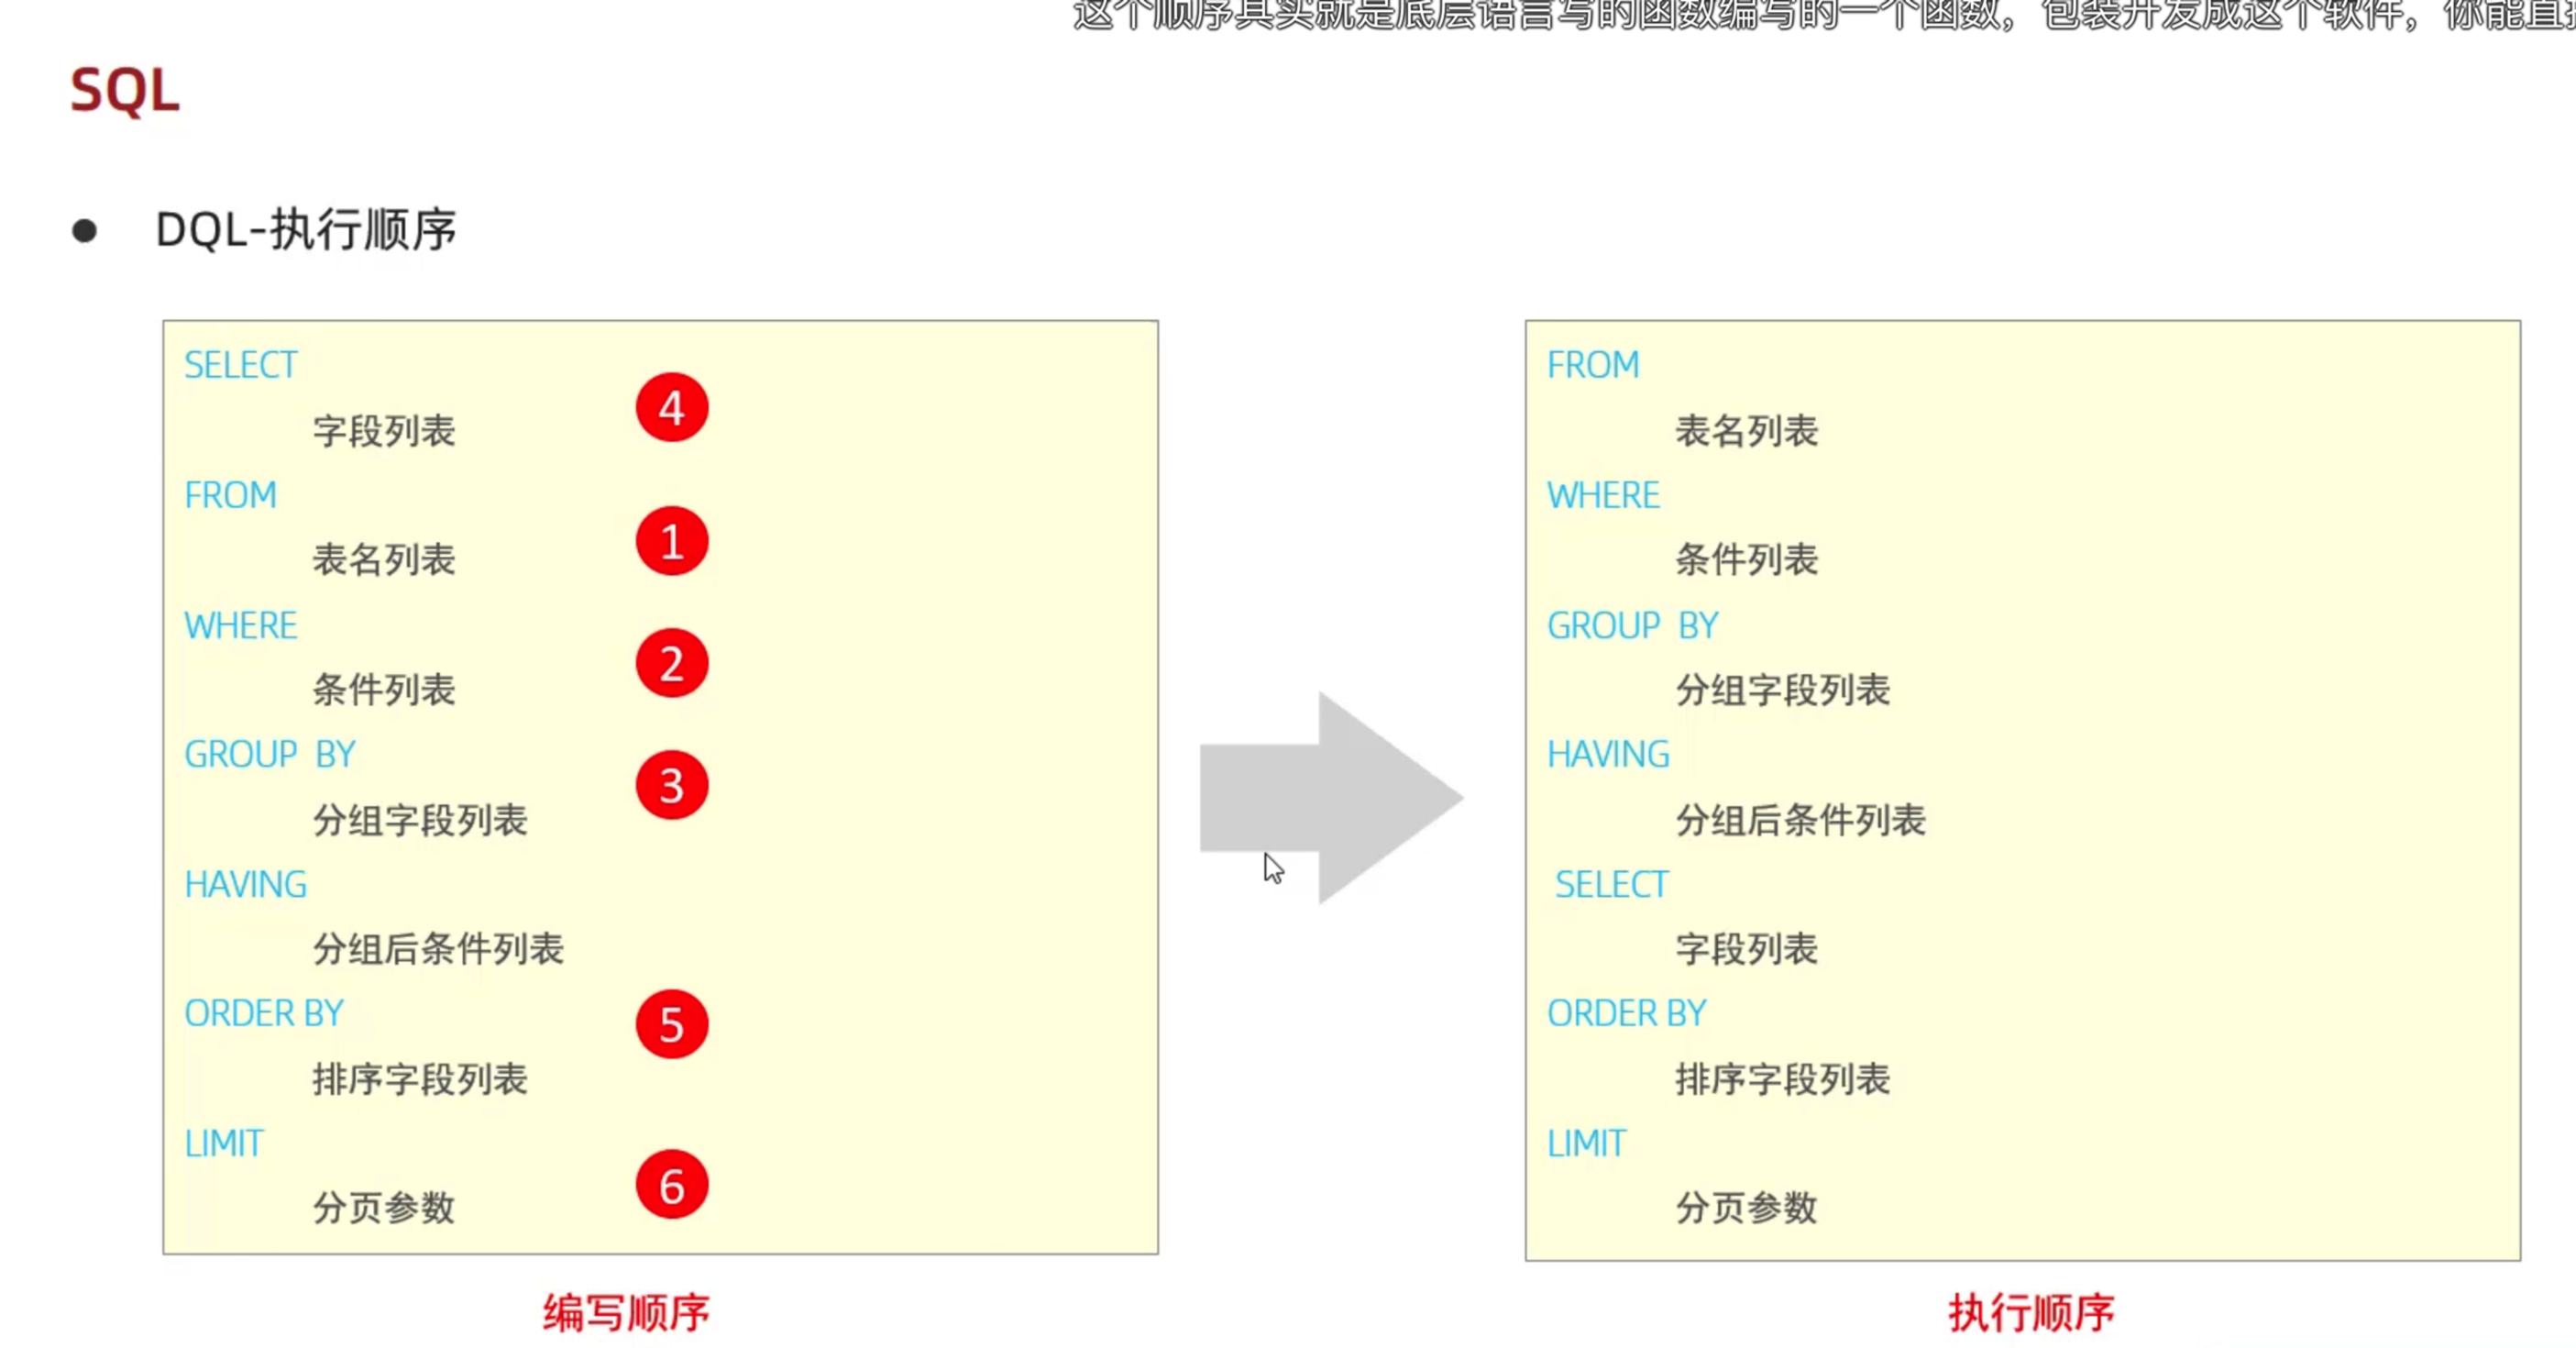 这个顺序其实就是底层语言写的函数编写的一个函数，包装开发成这个软件，你能直
SQL
DQL-执行顺序
SELECT
字段列表
4
FROM
表名列表
1
WHERE
条件列表
2
GROUP BY
分组字段列表
3
HAVING
分组后条件列表
ORDER BY
排序字段列表
5
LIMIT
分页参数
6
编写顺序
FROM
表名列表
WHERE
条件列表
GROUP BY
分组字段列表
HAVING
分组后条件列表
SELECT
字段列表
ORDER BY
排序字段列表
LIMIT
分页参数
执行顺序